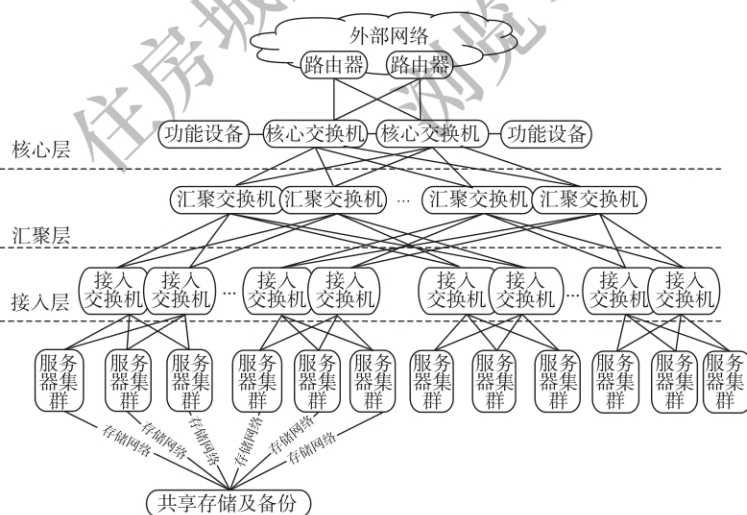 外部网络
路由器 路由器
功能设备 核心交换机 核心交换机 功能设备
核心层
汇聚交换机 汇聚交换机 … 汇聚交换机 汇聚交换机
汇聚层
接入 接入 接入 接入 接入 接入 接入 接入
交换机 交换机 … 交换机 交换机 交换机 交换机 … 交换机 交换机
接入层
服务 服务 服务 服务 服务 服务 服务 服务 服务 服务 服务 服务
器集 器集 器集 器集 器集 器集 器集 器集 器集 器集 器集 器集
群 群 群 群 群 群 群 群 群 群 群 群
存储网络 存储网络 存储网络 存储网络 存储网络 存储网络
共享存储及备份
住房城
浏览